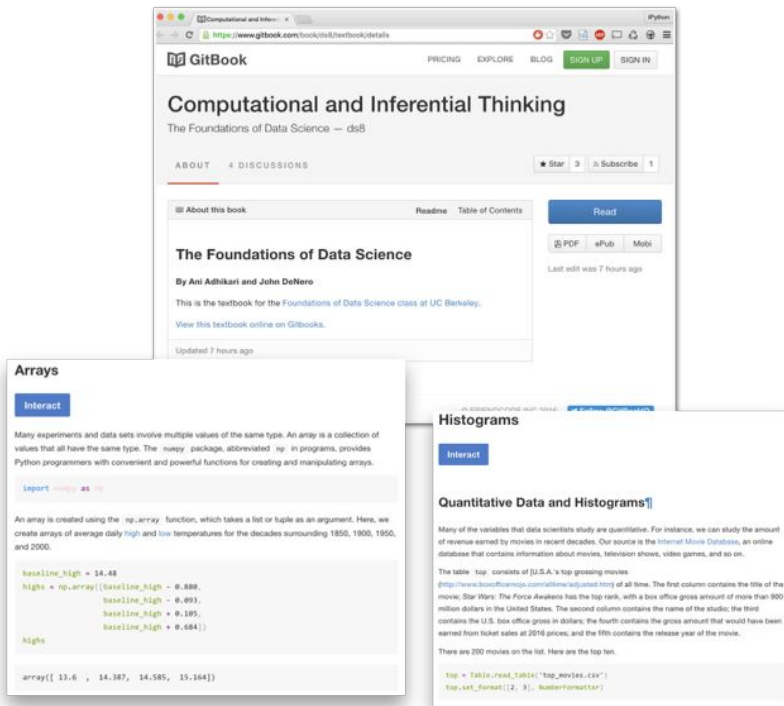 Computational and Inferen
IPython
https://www.gitbook.com/book/ds8/textbook/details
GitBook
PRICING EXPLORE BLOG SIGN UP SIGN IN
Computational and Inferential Thinking
The Foundations of Data Science — ds8
ABOUT 4 DISCUSSIONS
Star 3 Subscribe 1
About this book Readme Table of Contents
Read
PDF ePub Mobi
Last edit was 7 hours ago
The Foundations of Data Science
By Ani Adhikari and John DeNero
This is the textbook for the Foundations of Data Science class at UC Berkeley.
View this textbook online on Gitbooks.
Updated 7 hours ago
Arrays
Interact
Many experiments and data sets involve multiple values of the same type. An array is a collection of
values that all have the same type. The numpy package, abbreviated np in programs, provides
Python programmers with convenient and powerful functions for creating and manipulating arrays.
import numpy as np
An array is created using the np.array function, which takes a list or tuple as an argument. Here, we
create arrays of average daily high and low temperatures for the decades surrounding 1850, 1900, 1950,
and 2000.
baseline_high = 14.48
highs = np.array([baseline_high - 0.880,
baseline_high - 0.093,
baseline_high + 0.105,
baseline_high + 0.684])
highs
array([ 13.6 , 14.387, 14.585, 15.164])
Histograms
Interact
Quantitative Data and Histograms¶
Many of the variables that data scientists study are quantitative. For instance, we can study the amount
of revenue earned by movies in recent decades. Our source is the Internet Movie Database, an online
database that contains information about movies, television shows, video games, and so on.
The table top consists of [U.S.A.'s top grossing movies
(http://www.boxofficemojo.com/alltime/adjusted.htm) of all time. The first column contains the title of the
movie; Star Wars: The Force Awakens has the top rank, with a box office gross amount of more than 900
million dollars in the United States. The second column contains the name of the studio; the third
contains the U.S. box office gross in dollars; the fourth contains the gross amount that would have been
earned from ticket sales at 2016 prices; and the fifth contains the release year of the movie.
There are 200 movies on the list. Here are the top ten.
top = Table.read_table('top_movies.csv')
top.set_format([2, 3], NumberFormatter)